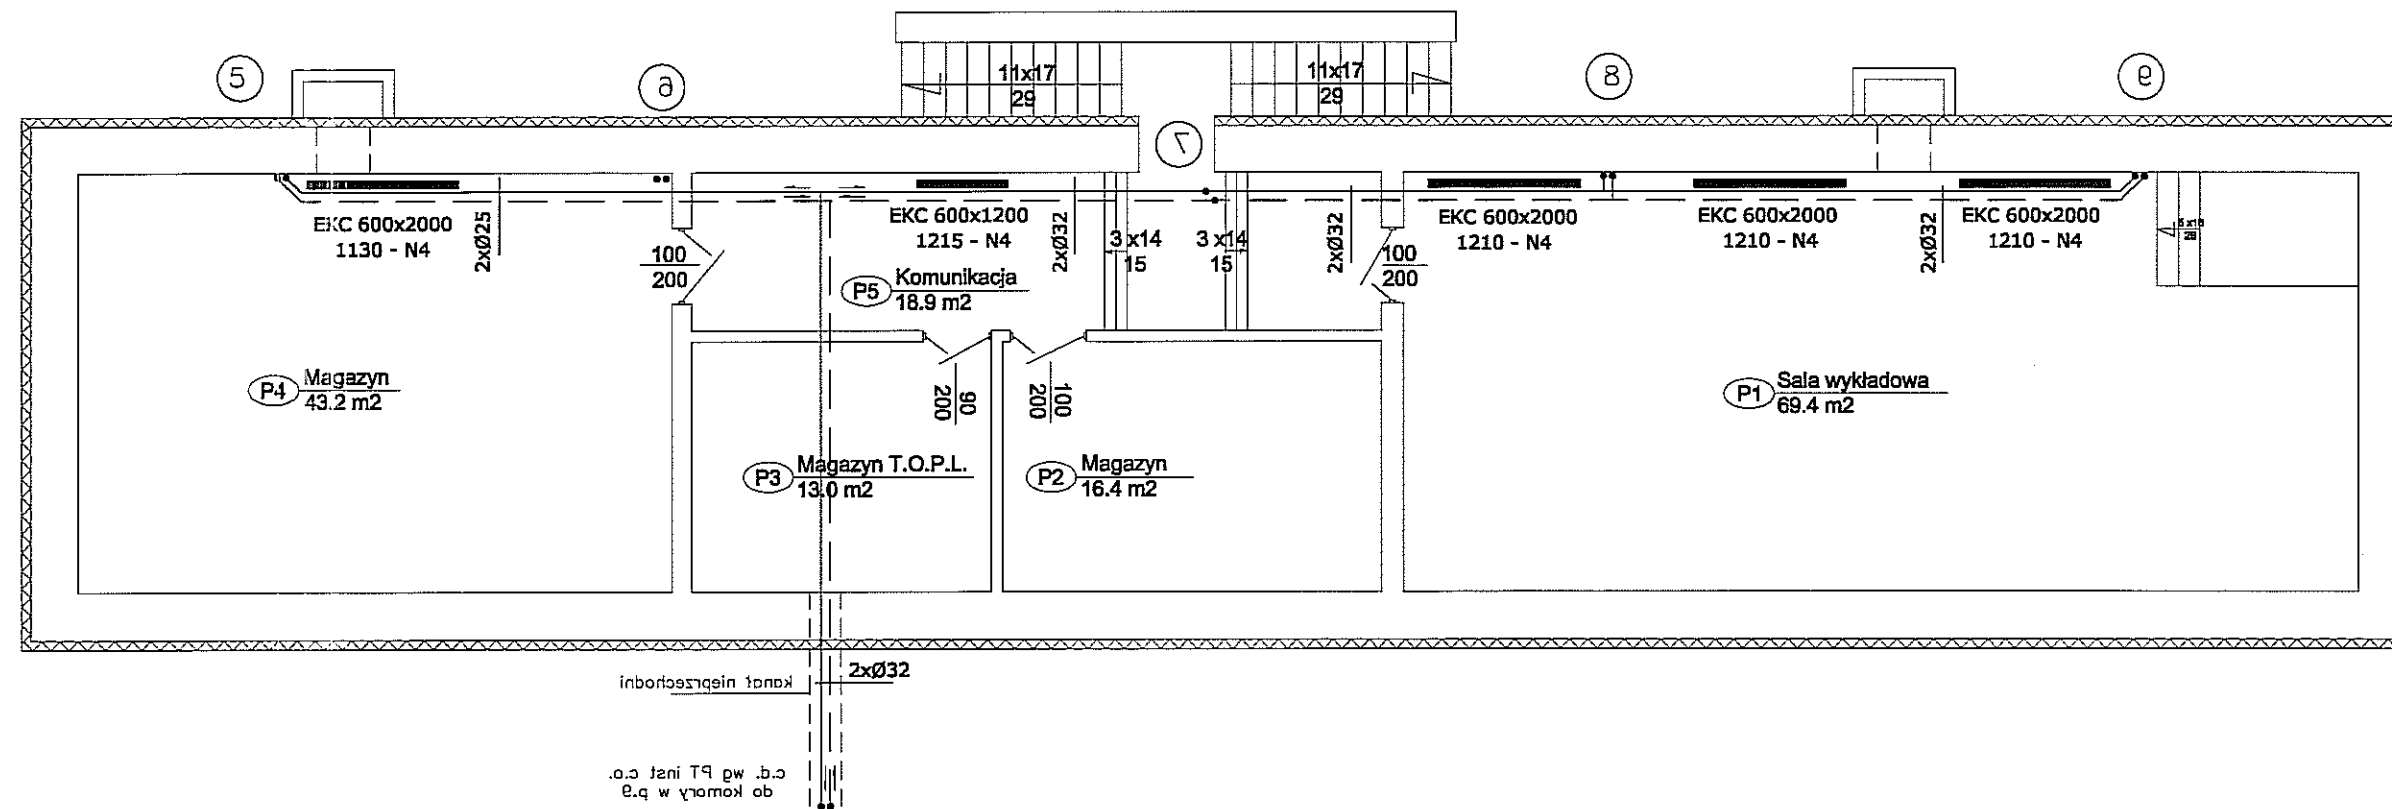 5
6
7
8
9
11x17
29
11x17
29
EKC 600x2000
1130 - N4
2xØ25
100
200
EKC 600x1200
1215 - N4
2xØ32
3 x14
15
3 x14
15
2xØ32
100
200
EKC 600x2000
1210 - N4
EKC 600x2000
1210 - N4
2xØ32
EKC 600x2000
1210 - N4
P5 Komunikacja
18.9 m2
P4 Magazyn
43.2 m2
90
200
100
200
P1 Sala wykładowa
69.4 m2
P3 Magazyn T.O.P.L.
13.0 m2
P2 Magazyn
16.4 m2
kanał nieprzechodni
2xØ32
c.d. wg PT inst c.o.
do komory w p.9